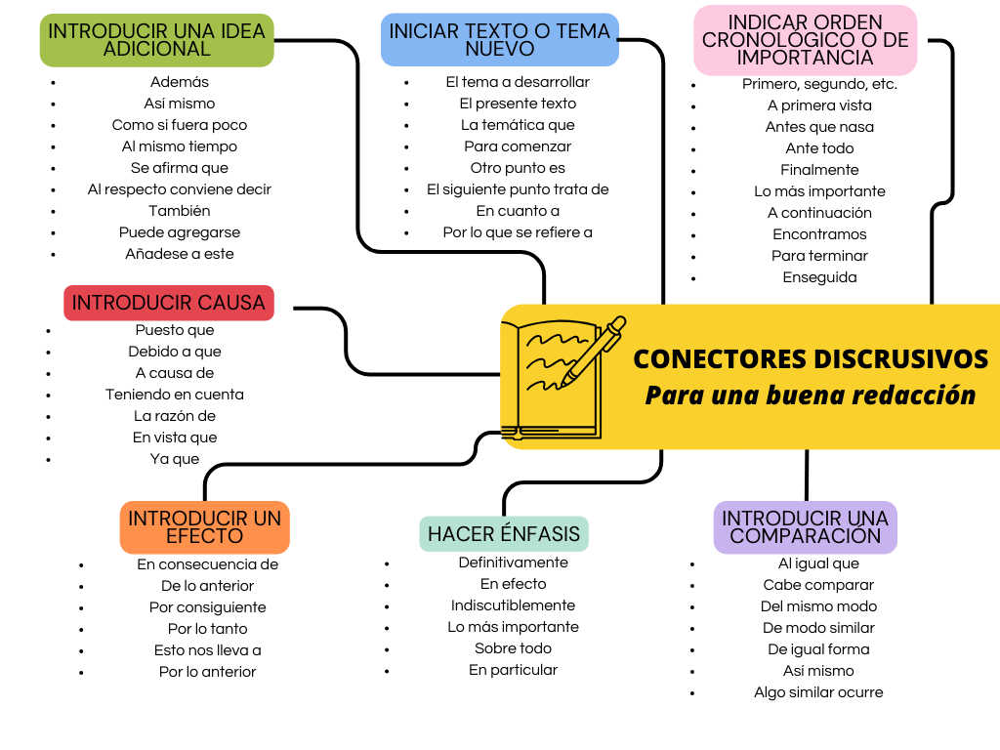 INTRODUCIR UNA IDEA
ADICIONAL
Además
Así mismo
Como si fuera poco
Al mismo tiempo
Se afirma que
Al respecto conviene decir
También
Puede agregarse
Añadese a este
INICIAR TEXTO O TEMA
NUEVO
El tema a desarrollar
El presente texto
La temática que
Para comenzar
Otro punto es
El siguiente punto trata de
En cuanto a
Por lo que se refiere a
INDICAR ORDEN
CRONOLÓGICO O DE
IMPORTANCIA
Primero, segundo, etc.
A primera vista
Antes que nasa
Ante todo
Finalmente
Lo más importante
A continuación
Encontramos
Para terminar
Enseguida
INTRODUCIR CAUSA
Puesto que
Debido a que
A causa de
Teniendo en cuenta
La razón de
En vista que
Ya que
CONECTORES DISCRUSIVOS
Para una buena redacción
INTRODUCIR UN
EFECTO
En consecuencia de
De lo anterior
Por consiguiente
Por lo tanto
Esto nos lleva a
Por lo anterior
HACER ÉNFASIS
Definitivamente
En efecto
Indiscutiblemente
Lo más importante
Sobre todo
En particular
INTRODUCIR UNA
COMPARACIÓN
Al igual que
Cabe comparar
Del mismo modo
De modo similar
De igual forma
Así mismo
Algo similar ocurre